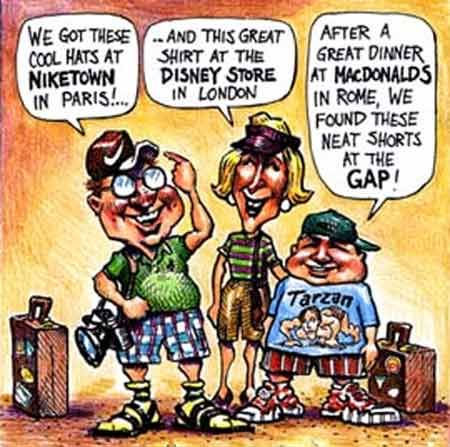 WE GOT THESE
COOL HATS AT
NIKETOWN
IN PARIS!...
...AND THIS GREAT
SHIRT AT THE
DISNEY STORE
IN LONDON
AFTER A
GREAT DINNER
AT MACDONALDS
IN ROME, WE
FOUND THESE
NEAT SHORTS
AT THE
GAP!
Tarzan